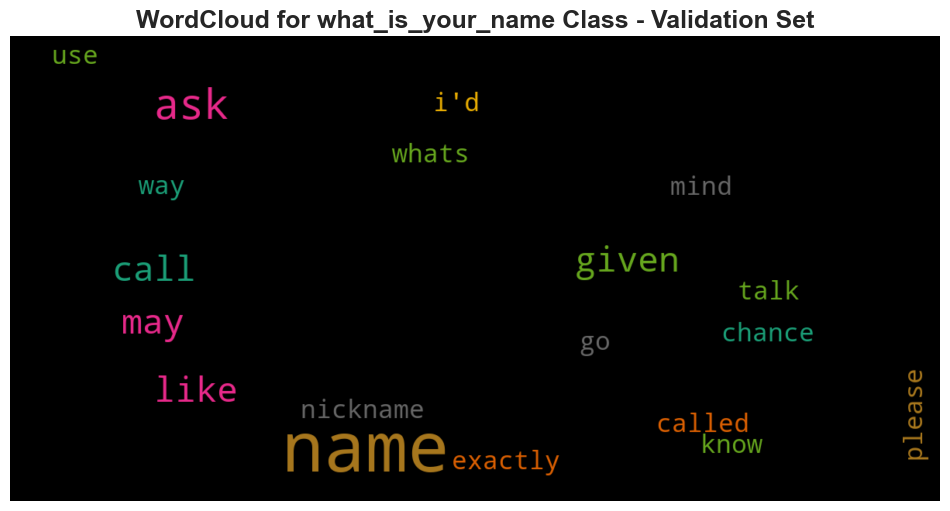 WordCloud for what_is_your_name Class - Validation Set
use
ask
i'd
whats
way
mind
call
given
talk
may
chance
go
like
nickname
please
called
name
know
exactly